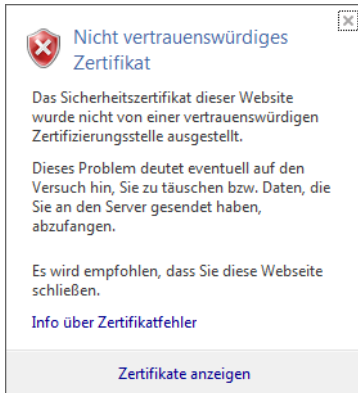 Nicht vertrauenswürdiges
Zertifikat
Das Sicherheitszertifikat dieser Website
wurde nicht von einer vertrauenswürdigen
Zertifizierungsstelle ausgestellt.
Dieses Problem deutet eventuell auf den
Versuch hin, Sie zu täuschen bzw. Daten, die
Sie an den Server gesendet haben,
abzufangen.
Es wird empfohlen, dass Sie diese Webseite
schließen.
Info über Zertifikatfehler
Zertifikate anzeigen